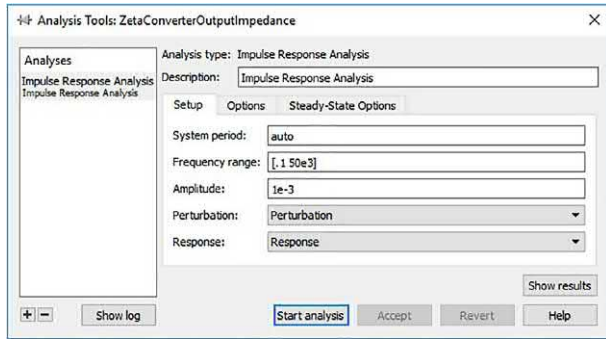 Analysis Tools: ZetaConverterOutputImpedance
Analyses
Impulse Response Analysis
Impulse Response Analysis
Analysis type: Impulse Response Analysis
Description: Impulse Response Analysis
Setup Options Steady-State Options
System period: auto
Frequency range: [.1 50e3]
Amplitude: 1e-3
Perturbation: Perturbation
Response: Response
Show results
Show log Start analysis Accept Revert Help